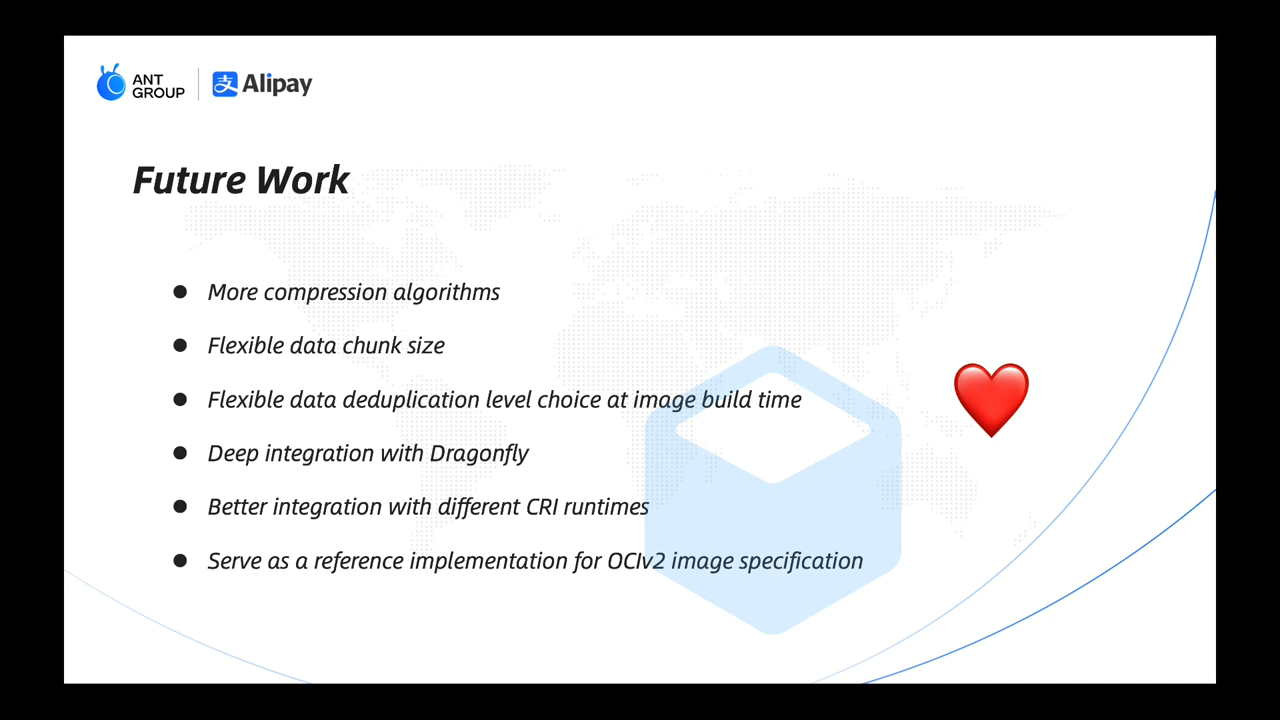 ANT
GROUP
支 Alipay
Future Work
● More compression algorithms
● Flexible data chunk size
● Flexible data deduplication level choice at image build time
● Deep integration with Dragonfly
● Better integration with different CRI runtimes
● Serve as a reference implementation for OCIv2 image specification